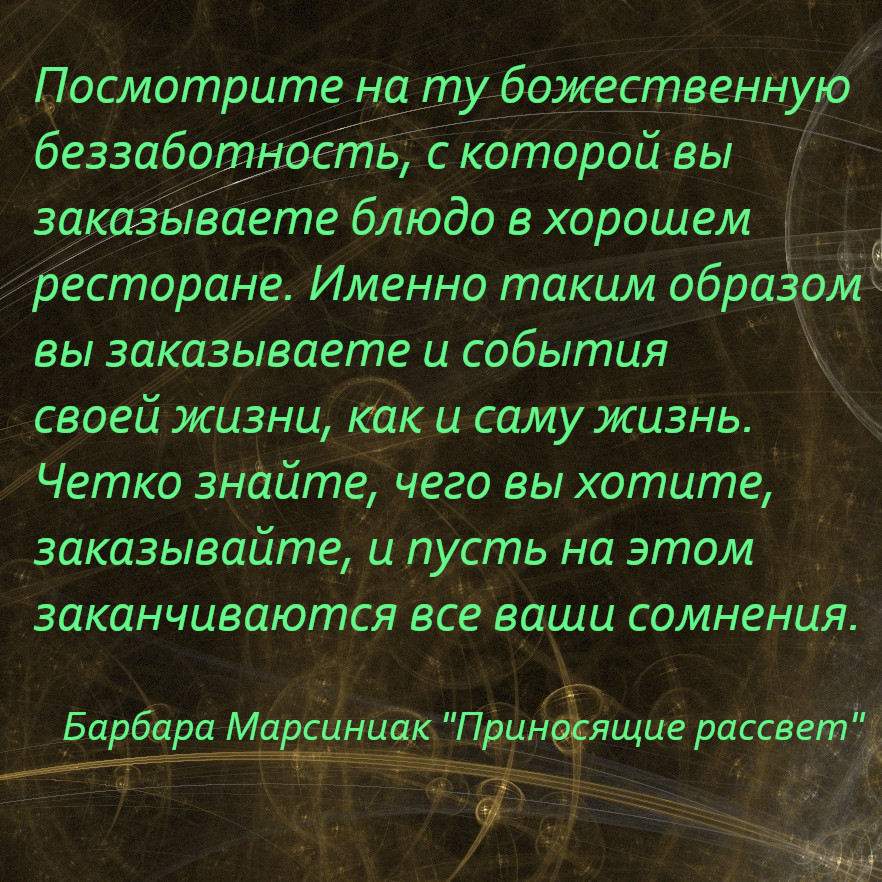 Посмотрите на ту божественную
беззаботность, с которой вы
заказываете блюдо в хорошем
ресторане. Именно таким образом
вы заказываете и события
своей жизни, как и саму жизнь.
Четко знайте, чего вы хотите,
заказывайте, и пусть на этом
заканчиваются все ваши сомнения.
Барбара Марсиниак "Приносящие рассвет"